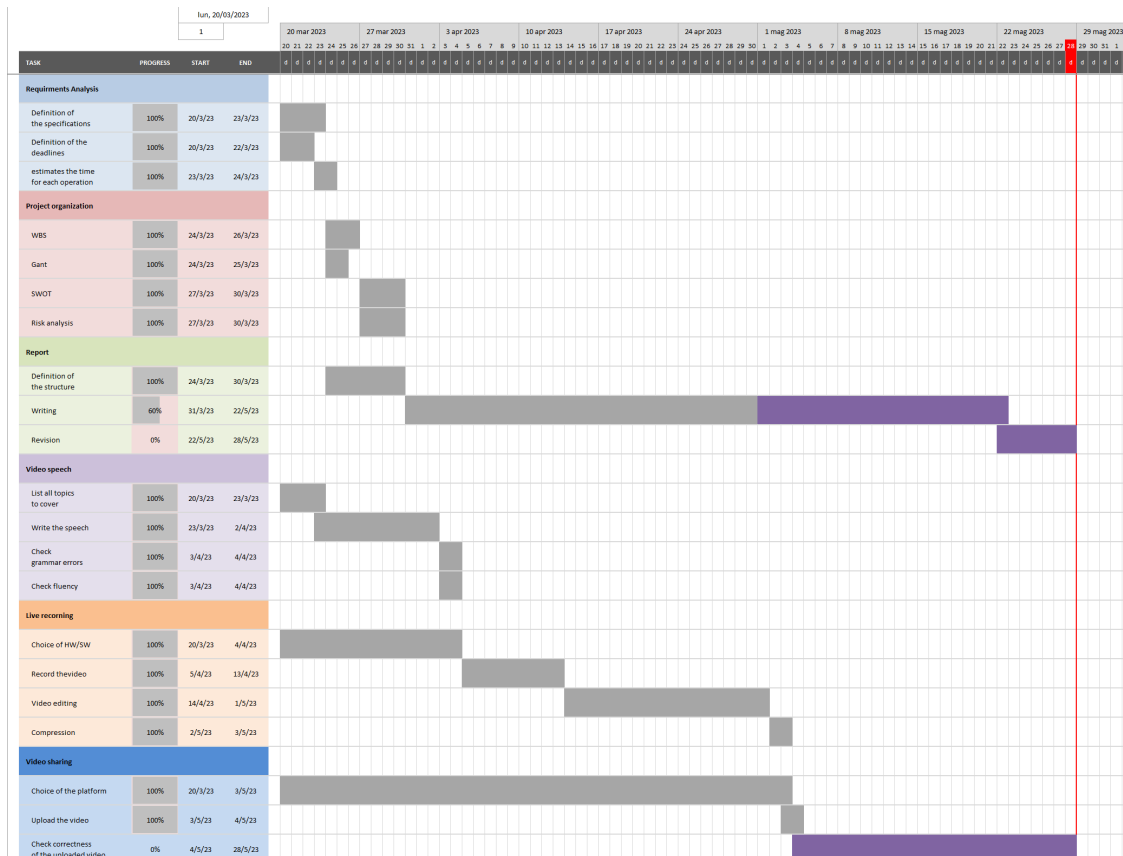 lun, 20/03/2023
1
20 mar 2023 27 mar 2023 3 apr 2023 10 apr 2023 17 apr 2023 24 apr 2023 1 mag 2023 8 mag 2023 15 mag 2023 22 mag 2023 29 mag 2023
20 21 22 23 24 25 26 27 28 29 30 31 1 2 3 4 5 6 7 8 9 10 11 12 13 14 15 16 17 18 19 20 21 22 23 24 25 26 27 28 29 30 1 2 3 4 5 6 7 8 9 10 11 12 13 14 15 16 17 18 19 20 21 22 23 24 25 26 27 28 29 30 31 1
TASK PROGRESS START END d d d d d d d d d d d d d d d d d d d d d d d d d d d d d d d d d d d d d d d d d d d d d d d d d d d d d d d d d d d d d d d d d d d d d d d d d d
Requirments Analysis
Definition of
the specifications 100% 20/3/23 23/3/23
Definition of the
deadlines 100% 20/3/23 22/3/23
estimates the time
for each operation 100% 23/3/23 24/3/23
Project organization
WBS 100% 24/3/23 26/3/23
Gant 100% 24/3/23 25/3/23
SWOT 100% 27/3/23 30/3/23
Risk analysis 100% 27/3/23 30/3/23
Report
Definition of
the structure 100% 24/3/23 30/3/23
Writing 60% 31/3/23 22/5/23
Revision 0% 22/5/23 28/5/23
Video speech
List all topics
to cover 100% 20/3/23 23/3/23
Write the speech 100% 23/3/23 2/4/23
Check
grammar errors 100% 3/4/23 4/4/23
Check fluency 100% 3/4/23 4/4/23
Live recorning
Choice of HW/SW 100% 20/3/23 4/4/23
Record thevideo 100% 5/4/23 13/4/23
Video editing 100% 14/4/23 1/5/23
Compression 100% 2/5/23 3/5/23
Video sharing
Choice of the platform 100% 20/3/23 3/5/23
Upload the video 100% 3/5/23 4/5/23
Check correctness
of the uploaded video 0% 4/5/23 28/5/23